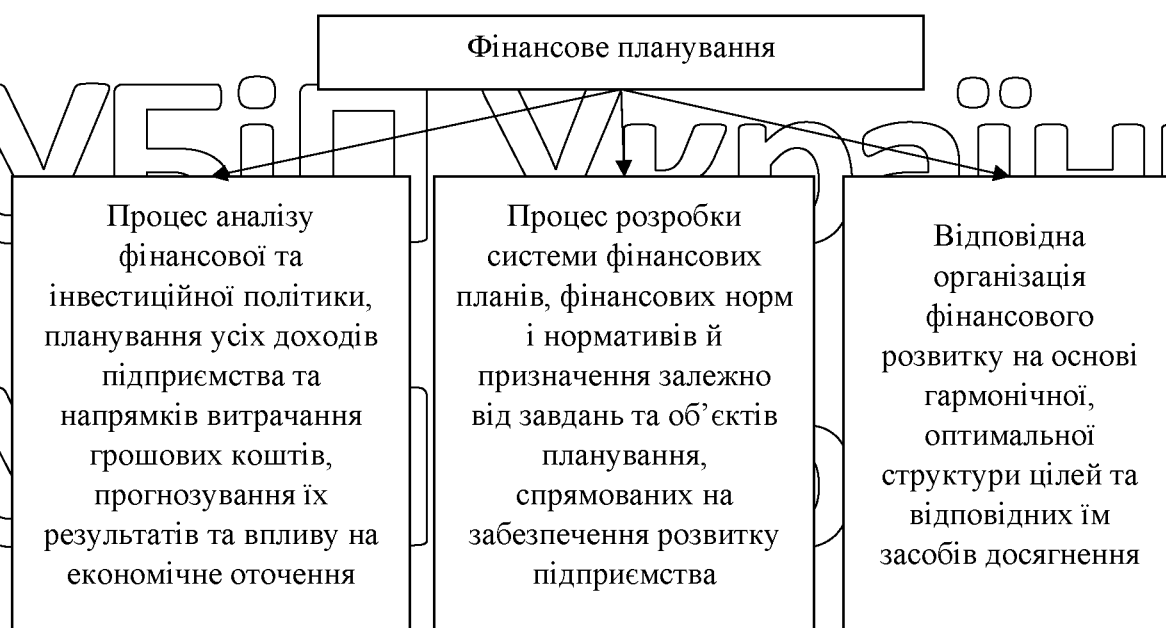 Фінансове планування
Процес аналізу
фінансової та
інвестиційної політики,
планування усіх доходів
підприємства та
напрямків витрачання
грошових коштів,
прогнозування їх
результатів та впливу на
економічне оточення
Процес розробки
системи фінансових
планів, фінансових норм
і нормативів й
призначення залежно
від завдань та об’єктів
планування,
спрямованих на
забезпечення розвитку
підприємства
Відповідна
організація
фінансового
розвитку на основі
гармонічної,
оптимальної
структури цілей та
відповідних їм
засобів досягнення